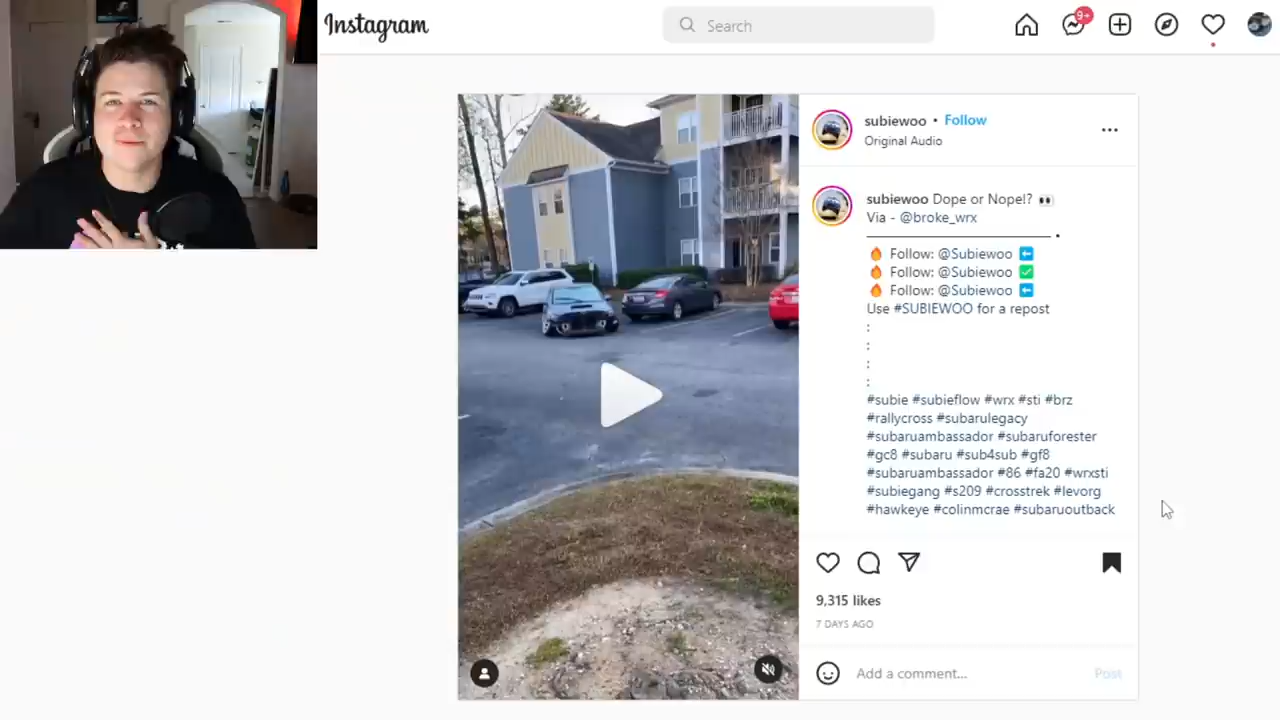 Instagram
Search
9+
subiewoo • Follow
Original Audio
subiewoo Dope or Nope!? 👀
Via - @broke_wrx
___________________________ •
🔥 Follow: @Subiewoo ⬅️
🔥 Follow: @Subiewoo ✅
🔥 Follow: @Subiewoo ⬅️
Use #SUBIEWOO for a repost
:
:
:
:
#subie #subieflow #wrx #sti #brz
#rallycross #subarulegacy
#subaruambassador #subaruforester
#gc8 #subaru #sub4sub #gf8
#subaruambassador #86 #fa20 #wrxsti
#subiegang #s209 #crosstrek #levorg
#hawkeye #colinmcrae #subaruoutback
9,315 likes
7 DAYS AGO
Add a comment...
Post